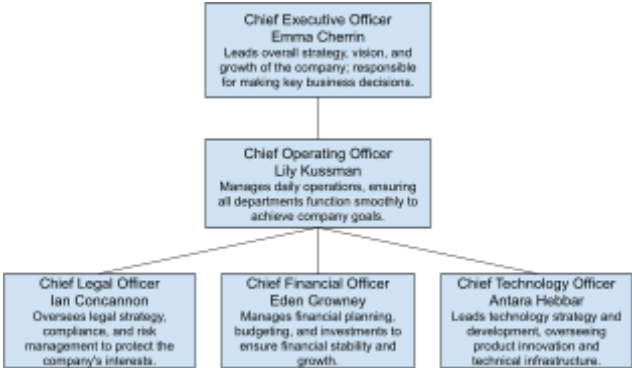 Chief Executive Officer
Emma Cherrin
Leads overall strategy, vision, and
growth of the company; responsible
for making key business decisions.
Chief Operating Officer
Lily Kussman
Manages daily operations, ensuring
all departments function smoothly to
achieve company goals.
Chief Legal Officer
Ian Concannon
Oversees legal strategy,
compliance, and risk
management to protect the
company's interests.
Chief Financial Officer
Eden Growney
Manages financial planning,
budgeting, and investments to
ensure financial stability and
growth.
Chief Technology Officer
Antara Hebbar
Leads technology strategy and
development, overseeing
product innovation and
technical infrastructure.